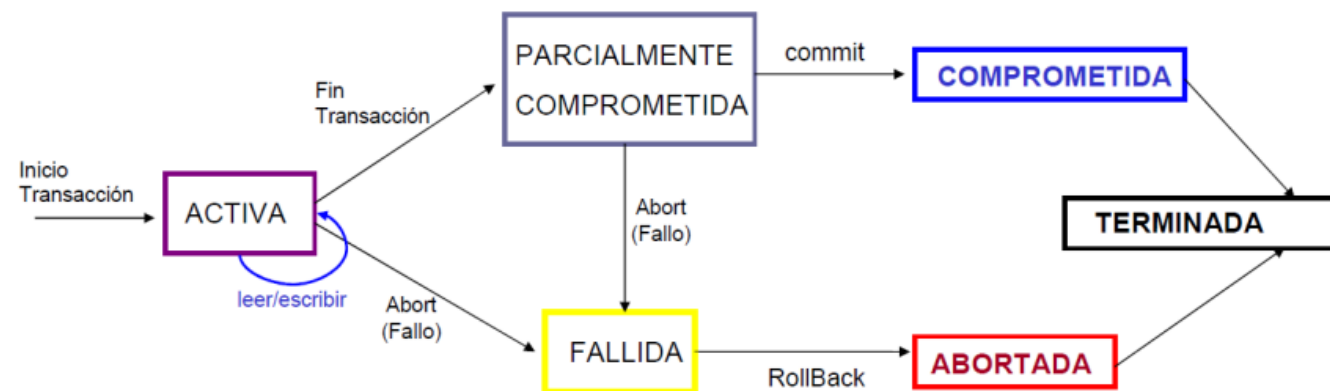 PARCIALMENTE
COMPROMETIDA
commit
COMPROMETIDA
Fin
Transacción
Inicio
Transacción
ACTIVA
leer/escribir
Abort
(Fallo)
Abort
(Fallo)
TERMINADA
FALLIDA
RollBack
ABORTADA